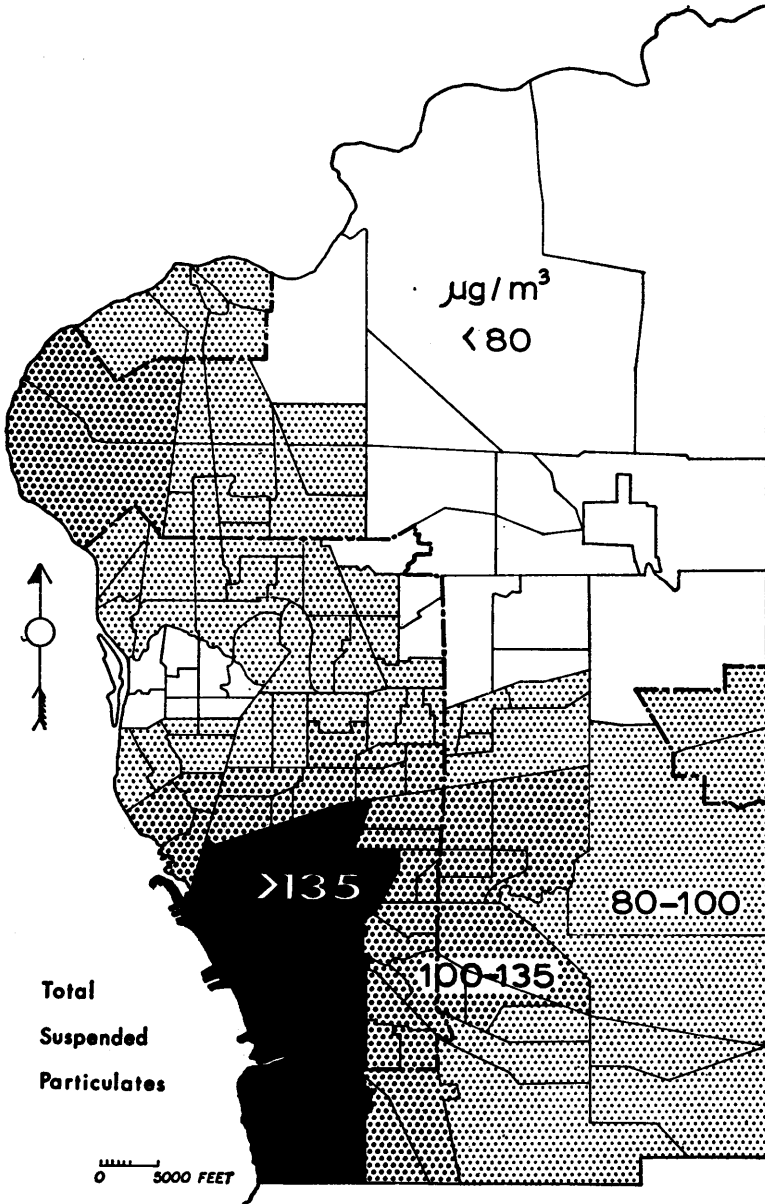 µg/m³
<80
>135
80-100
100-135
Total
Suspended
Particulates
0 5000 FEET